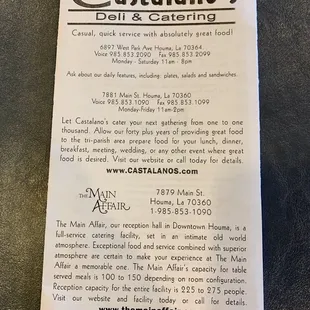 Castalano's
Deli & Catering
Casual, quick service with absolutely great food!
6897 West Park Ave Houma, La 70364
Voice 985.853.2090 Fax 985.853.2099
Monday - Saturday 11am - 8pm
Ask about our daily features, including: plates, salads and sandwiches.
7881 Main St. Houma, La 70360
Voice 985.853.1090 Fax 985.853.1099
Monday-Friday 11am-2pm
Let Castalano's cater your next gathering from one to one
thousand. Allow our forty plus years of providing great food
to the tri-parish area prepare food for your lunch, dinner,
breakfast, meeting, wedding, or any other event where great
food is desired. Visit our website or call today for details.
www.CASTALANOS.com
THE MAIN
AFFAIR
7879 Main St.
Houma, La 70360
1-985-853-1090
The Main Affair, our reception hall in Downtown Houma, is a
full-service catering facility, set in an intimate old world
atmosphere. Exceptional food and service combined with superior
atmosphere are certain to make your experience at The Main
Affair a memorable one. The Main Affair's capacity for table
served meals is 100 to 150 depending on room configuration.
Reception capacity for the entire facility is 225 to 275 people.
Visit our website and facility today or call for details.